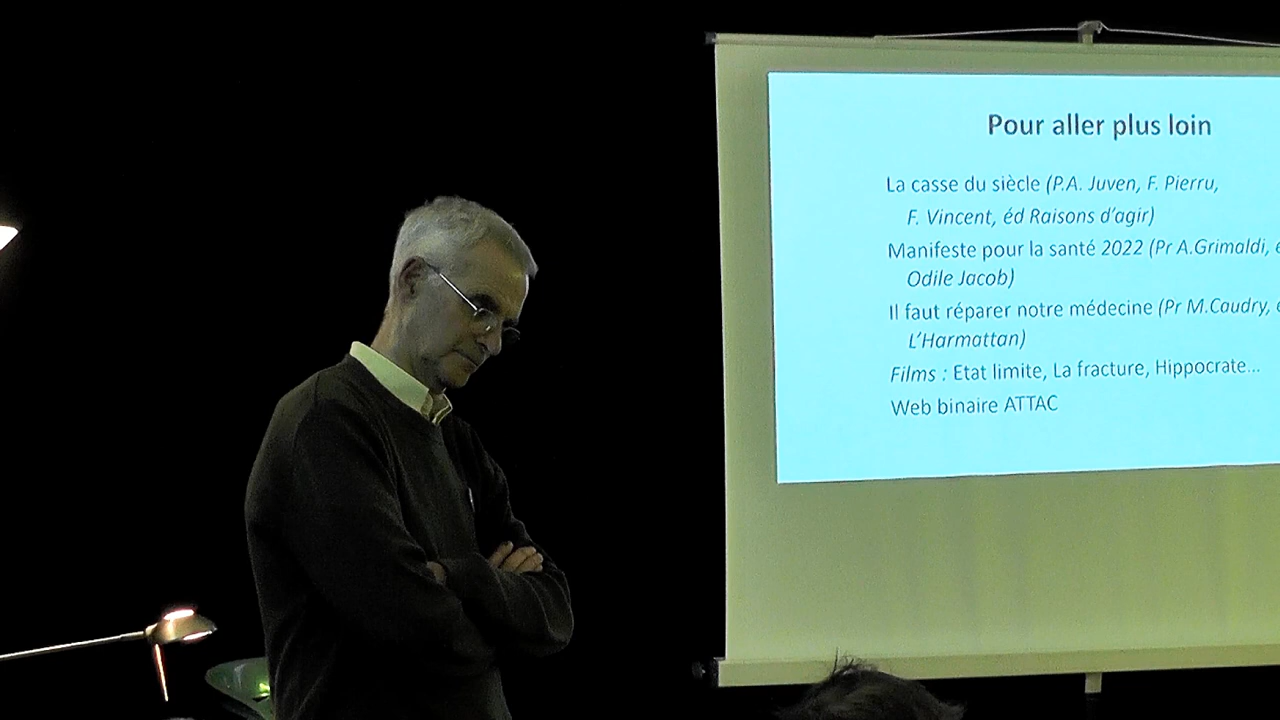 Pour aller plus loin
La casse du siècle (P.A. Juven, F. Pierru,
F. Vincent, éd Raisons d'agir)
Manifeste pour la santé 2022 (Pr A.Grimaldi, é
Odile Jacob)
Il faut réparer notre médecine (Pr M.Caudry, é
L'Harmattan)
Films : Etat limite, La fracture, Hippocrate...
Web binaire ATTAC